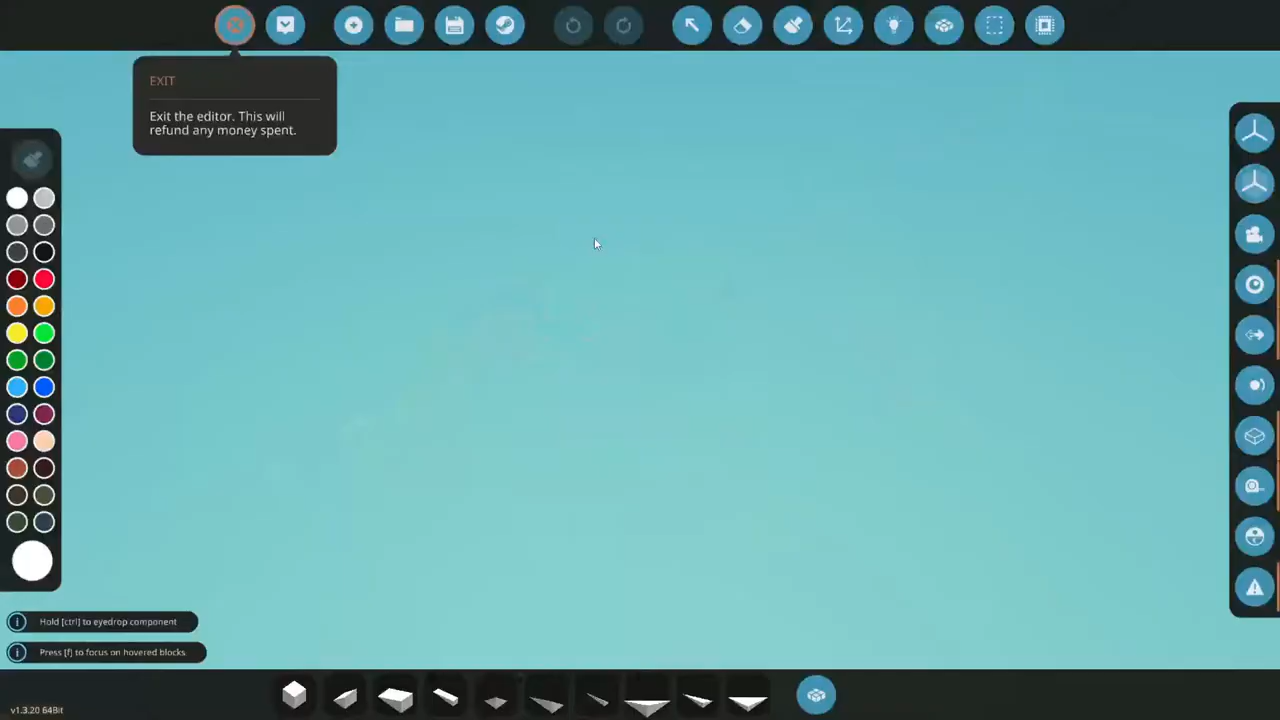 EXIT
Exit the editor. This will
refund any money spent.
Hold [ctrl] to eyedrop component
Press [f] to focus on hovered blocks
v1.3.20 64Bit